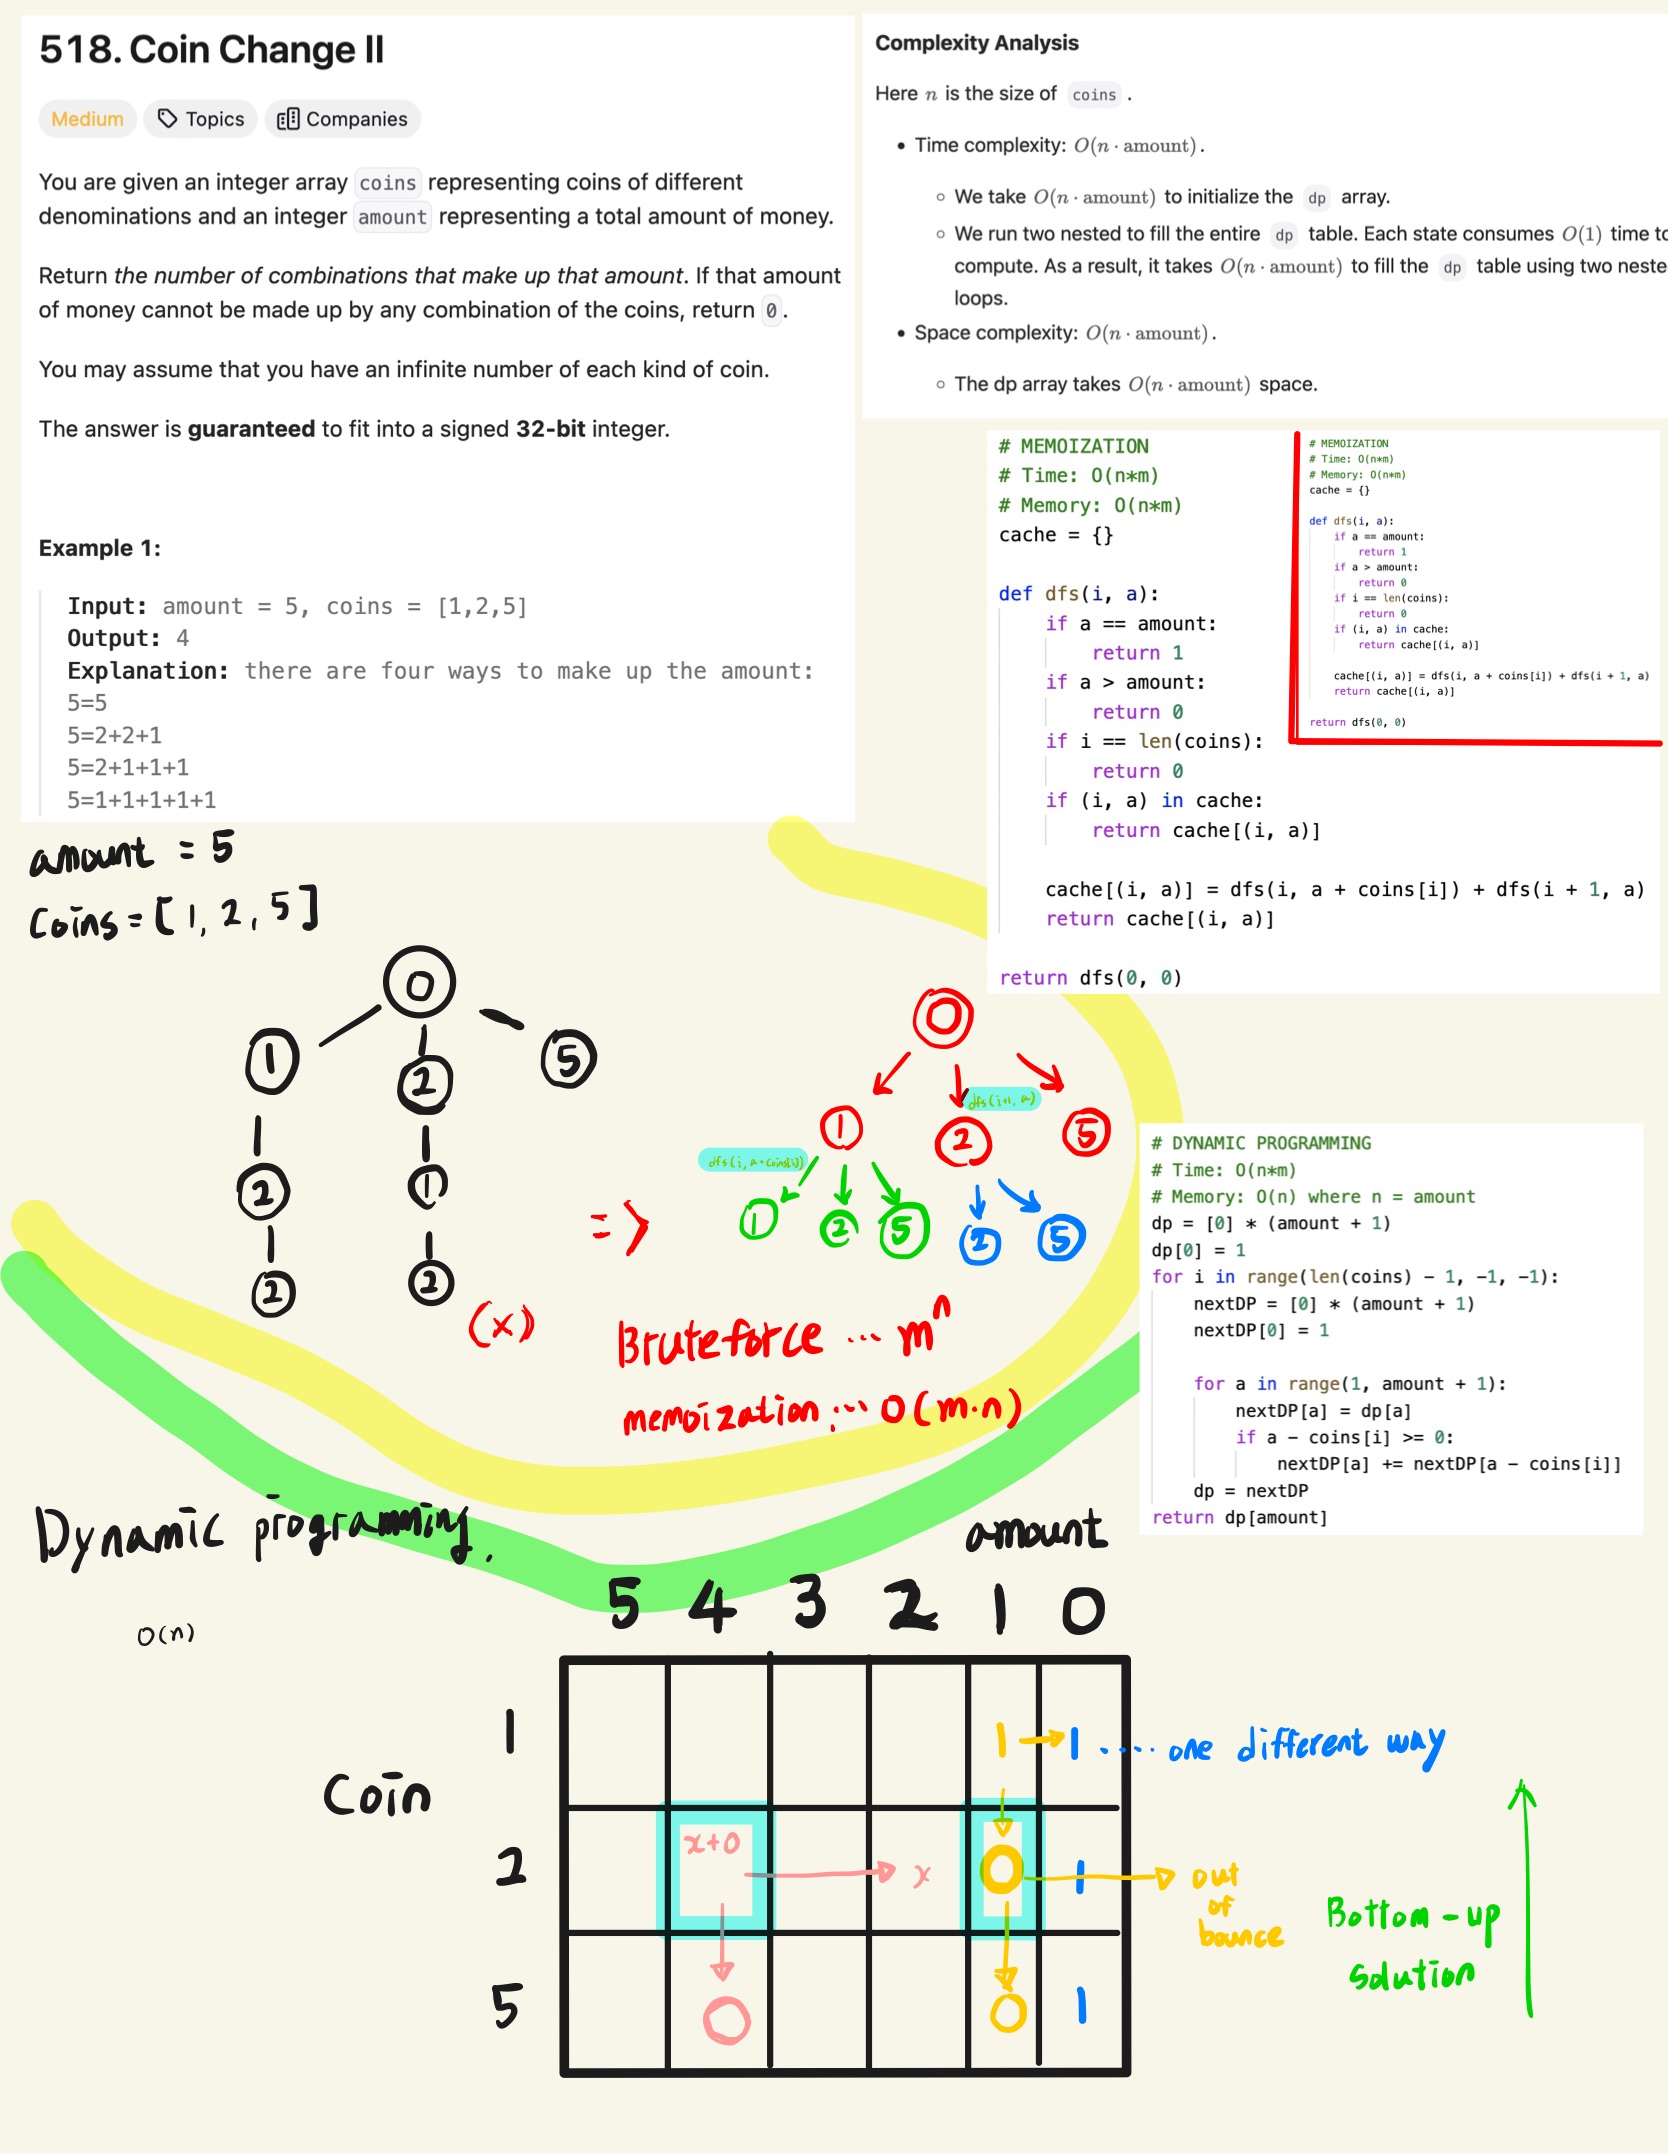 518. Coin Change II
Medium Topics Companies
You are given an integer array coins representing coins of different
denominations and an integer amount representing a total amount of money.
Return the number of combinations that make up that amount. If that amount
of money cannot be made up by any combination of the coins, return 0.
You may assume that you have an infinite number of each kind of coin.
The answer is guaranteed to fit into a signed 32-bit integer.
Example 1:
Input: amount = 5, coins = [1,2,5]
Output: 4
Explanation: there are four ways to make up the amount:
5=5
5=2+2+1
5=2+1+1+1
5=1+1+1+1+1
Complexity Analysis
Here n is the size of coins .
• Time complexity: O(n · amount).
◦ We take O(n · amount) to initialize the dp array.
◦ We run two nested to fill the entire dp table. Each state consumes O(1) time to
compute. As a result, it takes O(n · amount) to fill the dp table using two neste
loops.
• Space complexity: O(n · amount).
◦ The dp array takes O(n · amount) space.
# MEMOIZATION
# Time: O(n*m)
# Memory: O(n*m)
cache = {}
def dfs(i, a):
if a == amount:
return 1
if a > amount:
return 0
if i == len(coins):
return 0
if (i, a) in cache:
return cache[(i, a)]
cache[(i, a)] = dfs(i, a + coins[i]) + dfs(i + 1, a)
return cache[(i, a)]
return dfs(0, 0)
# MEMOIZATION
# Time: O(n*m)
# Memory: O(n*m)
cache = {}
def dfs(i, a):
if a == amount:
return 1
if a > amount:
return 0
if i == len(coins):
return 0
if (i, a) in cache:
return cache[(i, a)]
cache[(i, a)] = dfs(i, a + coins[i]) + dfs(i + 1, a)
return cache[(i, a)]
return dfs(0, 0)
amount = 5
Coins = [1, 2, 5]
0
1 2 5
2 1
2 2
(x)
=>
0
dfs(i+1, a)
1 2 5
dfs(i, a+coins[i])
1 2 5 2 5
Bruteforce ... m^n
memoization ... O(m·n)
# DYNAMIC PROGRAMMING
# Time: O(n*m)
# Memory: O(n) where n = amount
dp = [0] * (amount + 1)
dp[0] = 1
for i in range(len(coins) - 1, -1, -1):
nextDP = [0] * (amount + 1)
nextDP[0] = 1
for a in range(1, amount + 1):
nextDP[a] = dp[a]
if a - coins[i] >= 0:
nextDP[a] += nextDP[a - coins[i]]
dp = nextDP
return dp[amount]
Dynamic programming.
O(n)
amount
5 4 3 2 1 0
1 1 1 ..... one different way
Coin
2 x+0 x 0 1 out
of
bounce
5 0 0 1
Bottom-up
solution